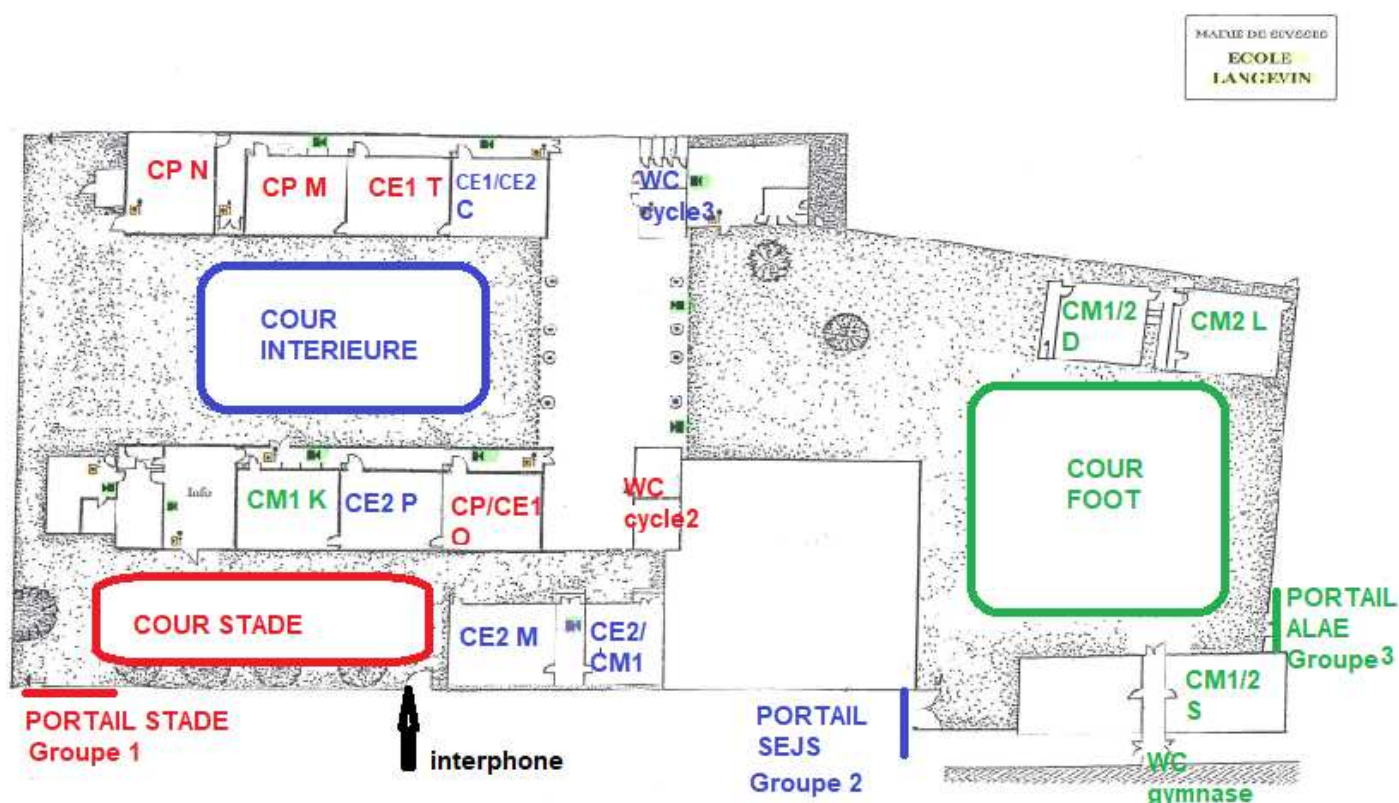 MAIRIE DE SEYSSES
ECOLE
LANGEVIN
CP N
CP M
CE1 T
CE1/CE2
C
WC
cycle3
COUR
INTERIEURE
CM1/2
D
CM2 L
COUR
FOOT
Info
CM1 K
CE2 P
CP/CE1
O
WC
cycle2
COUR STADE
CE2 M
CE2/
CM1
PORTAIL
ALAE
Groupe 3
CM1/2
S
PORTAIL STADE
Groupe 1
interphone
PORTAIL
SEJS
Groupe 2
WC
gymnase